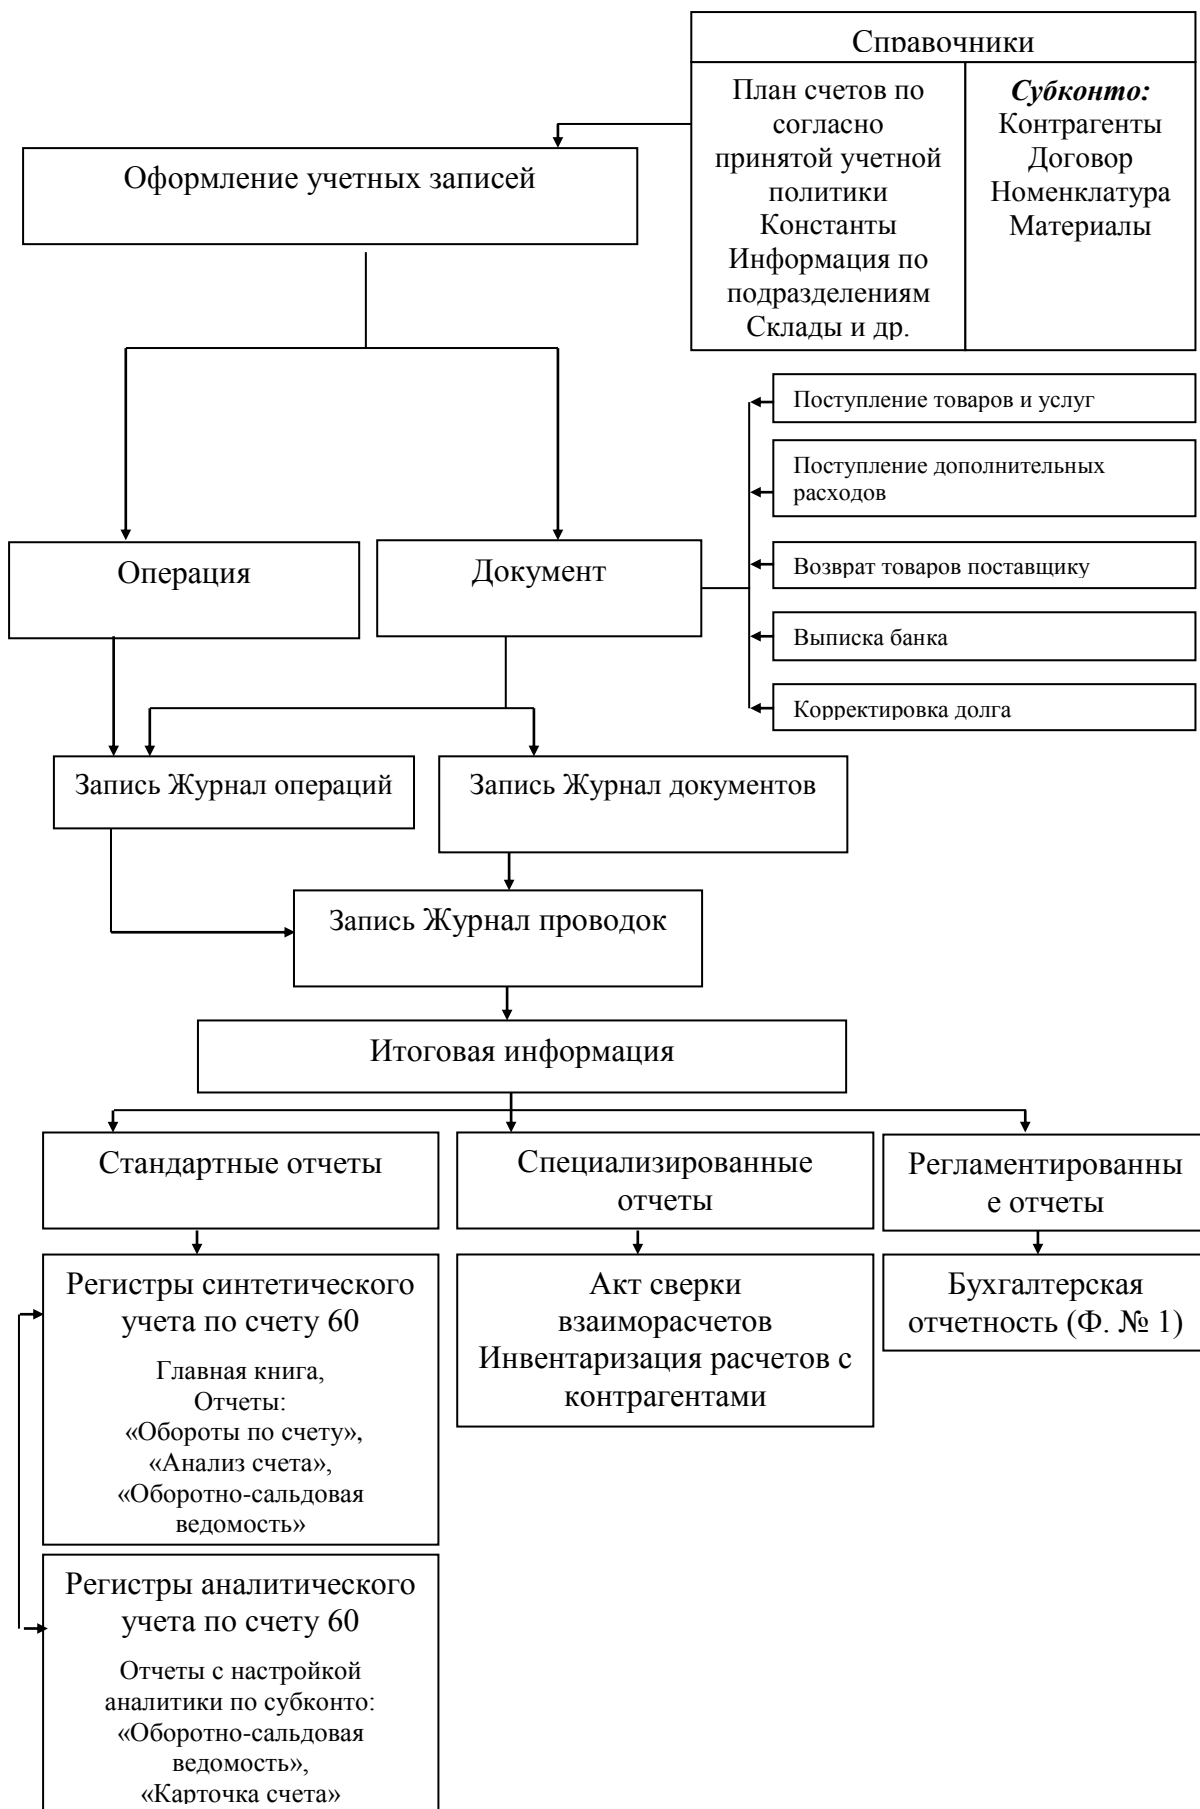 Справочники
План счетов по
согласно
принятой учетной
политики
Константы
Информация по
подразделениям
Склады и др.
Субконто:
Контрагенты
Договор
Номенклатура
Материалы
Оформление учетных записей
Поступление товаров и услуг
Поступление дополнительных
расходов
Возврат товаров поставщику
Выписка банка
Корректировка долга
Операция
Документ
Запись Журнал операций
Запись Журнал документов
Запись Журнал проводок
Итоговая информация
Стандартные отчеты
Специализированные
отчеты
Регламентированны
е отчеты
Регистры синтетического
учета по счету 60
Главная книга,
Отчеты:
«Обороты по счету»,
«Анализ счета»,
«Оборотно-сальдовая
ведомость»
Акт сверки
взаиморасчетов
Инвентаризация расчетов с
контрагентами
Бухгалтерская
отчетность (Ф. № 1)
Регистры аналитического
учета по счету 60
Отчеты с настройкой
аналитики по субконто:
«Оборотно-сальдовая
ведомость»,
«Карточка счета»